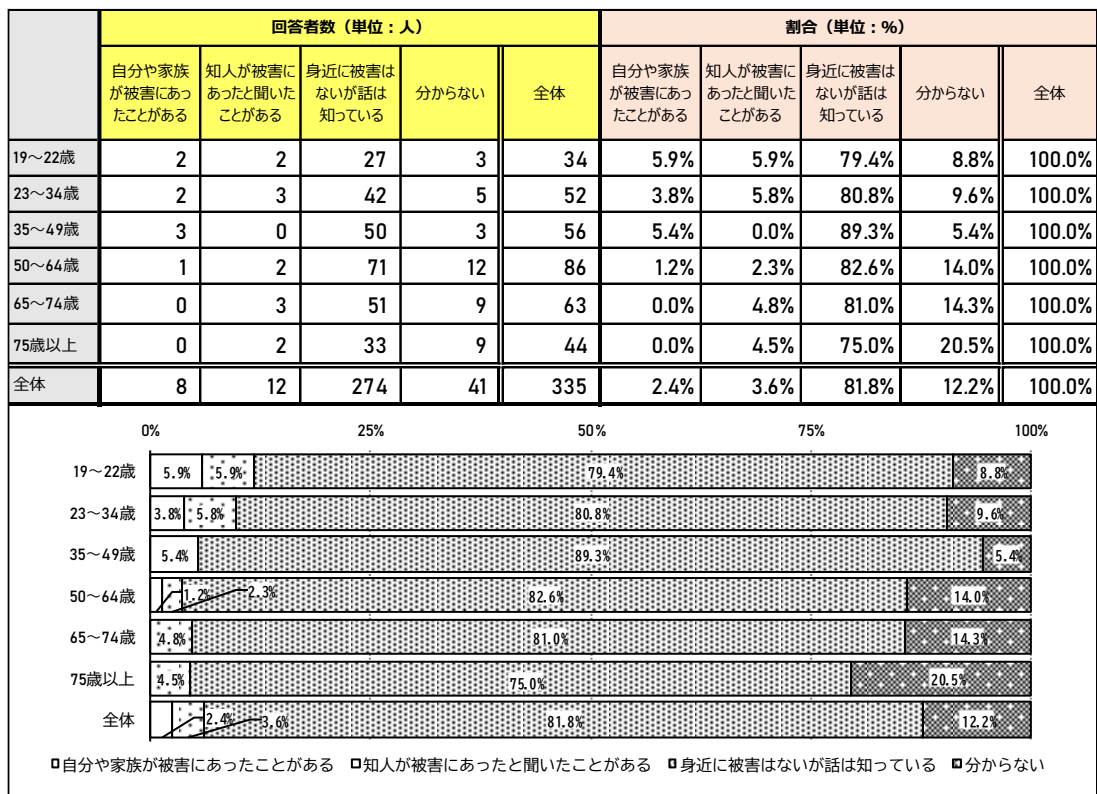 回答者数（単位：人） 割合（単位：%）
自分や家族が被害にあったことがある 知人が被害にあったと聞いたことがある 身近に被害はないが話は知っている 分からない 全体 自分や家族が被害にあったことがある 知人が被害にあったと聞いたことがある 身近に被害はないが話は知っている 分からない 全体
19～22歳 2 2 27 3 34 5.9% 5.9% 79.4% 8.8% 100.0%
23～34歳 2 3 42 5 52 3.8% 5.8% 80.8% 9.6% 100.0%
35～49歳 3 0 50 3 56 5.4% 0.0% 89.3% 5.4% 100.0%
50～64歳 1 2 71 12 86 1.2% 2.3% 82.6% 14.0% 100.0%
65～74歳 0 3 51 9 63 0.0% 4.8% 81.0% 14.3% 100.0%
75歳以上 0 2 33 9 44 0.0% 4.5% 75.0% 20.5% 100.0%
全体 8 12 274 41 335 2.4% 3.6% 81.8% 12.2% 100.0%
0% 25% 50% 75% 100%
19～22歳 5.9% 5.9% 79.4% 8.8%
23～34歳 3.8% 5.8% 80.8% 9.6%
35～49歳 5.4% 89.3% 5.4%
50～64歳 1.2% 2.3% 82.6% 14.0%
65～74歳 4.8% 81.0% 14.3%
75歳以上 4.5% 75.0% 20.5%
全体 2.4% 3.6% 81.8% 12.2%
自分や家族が被害にあったことがある 知人が被害にあったと聞いたことがある 身近に被害はないが話は知っている 分からない